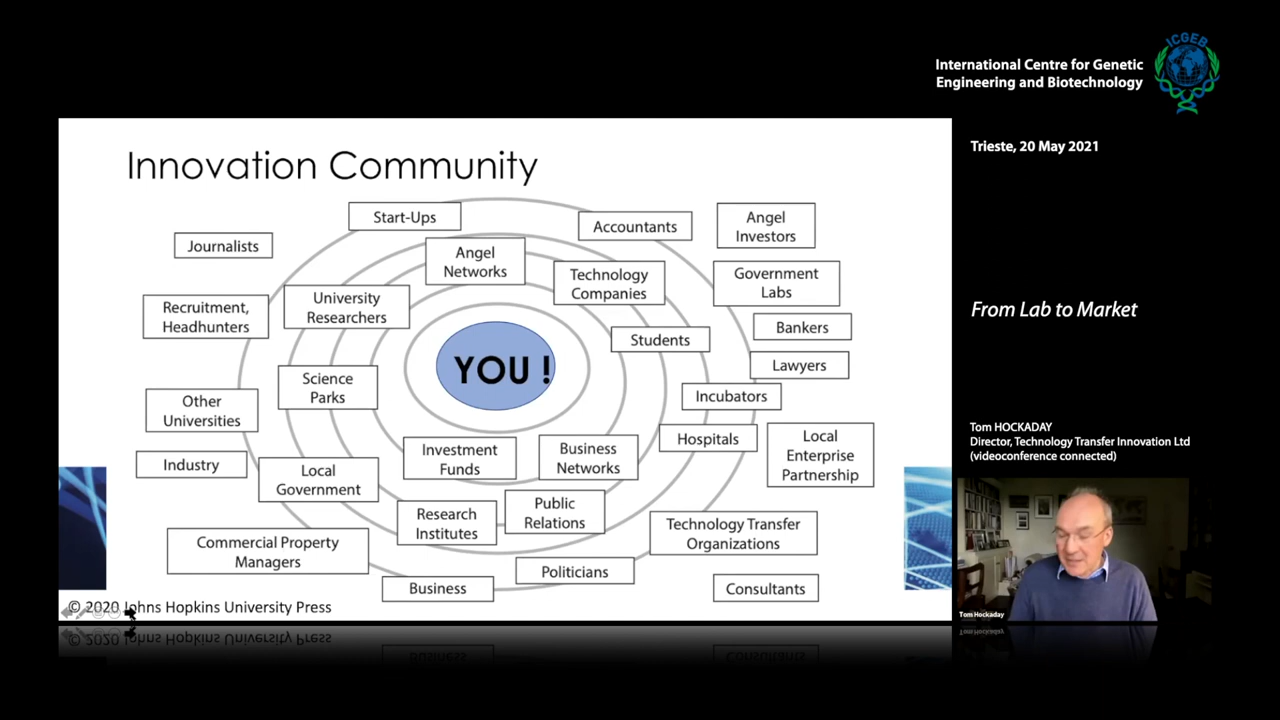 ICGEB
International Centre for Genetic
Engineering and Biotechnology
Trieste, 20 May 2021
Innovation Community
Start-Ups
Accountants
Angel
Investors
Journalists
Angel
Networks
Technology
Companies
Government
Labs
Recruitment,
Headhunters
University
Researchers
Students
Bankers
YOU !
Lawyers
Science
Parks
Other
Universities
Incubators
Hospitals
Local
Enterprise
Partnership
Industry
Local
Government
Investment
Funds
Business
Networks
Research
Institutes
Public
Relations
Technology Transfer
Organizations
Commercial Property
Managers
Politicians
Business
Consultants
© 2020 Johns Hopkins University Press
From Lab to Market
Tom HOCKADAY
Director, Technology Transfer Innovation Ltd
(videoconference connected)
Tom Hockaday